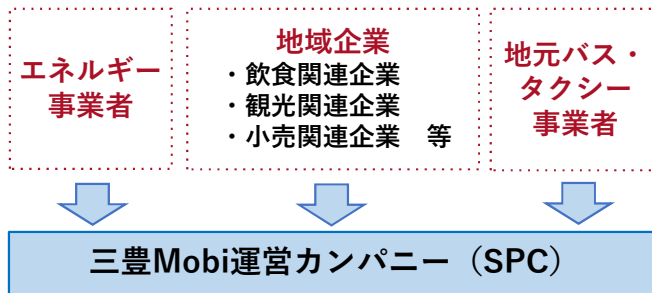 エネルギー
事業者
地域企業
・飲食関連企業
・観光関連企業
・小売関連企業　等
地元バス・
タクシー
事業者
三豊Mobi運営カンパニー（SPC）